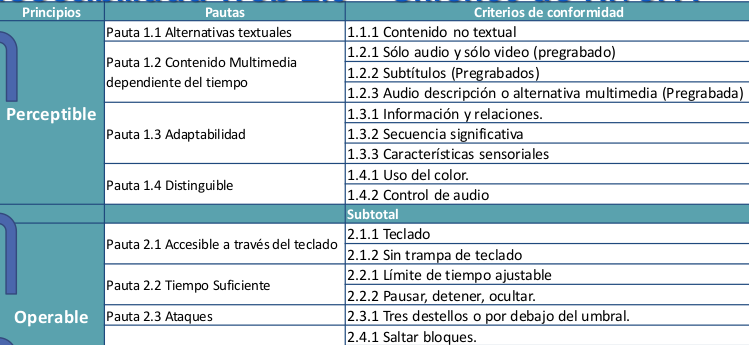 Principios Pautas Criterios de conformidad
Perceptible
Pauta 1.1 Alternativas textuales
1.1.1 Contenido no textual
Pauta 1.2 Contenido Multimedia
dependiente del tiempo
1.2.1 Sólo audio y sólo video (pregrabado)
1.2.2 Subtítulos (Pregrabados)
1.2.3 Audio descripción o alternativa multimedia (Pregrabada)
Pauta 1.3 Adaptabilidad
1.3.1 Información y relaciones.
1.3.2 Secuencia significativa
1.3.3 Características sensoriales
Pauta 1.4 Distinguible
1.4.1 Uso del color.
1.4.2 Control de audio
Subtotal
Operable
Pauta 2.1 Accesible a través del teclado
2.1.1 Teclado
2.1.2 Sin trampa de teclado
Pauta 2.2 Tiempo Suficiente
2.2.1 Límite de tiempo ajustable
2.2.2 Pausar, detener, ocultar.
Pauta 2.3 Ataques
2.3.1 Tres destellos o por debajo del umbral.
2.4.1 Saltar bloques.